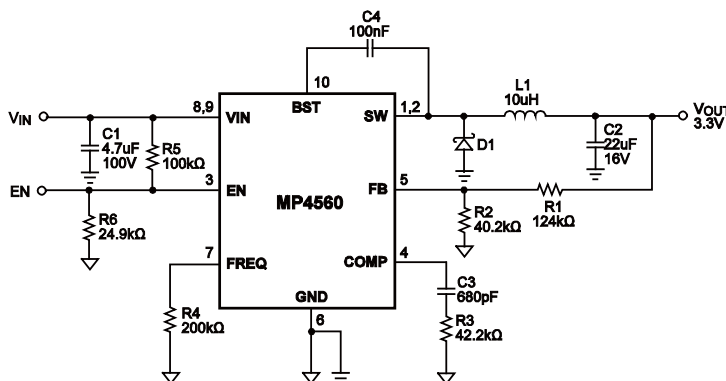 C4
100nF
10
8,9
BST
1,2
L1
10uH
VIN
VIN
SW
VOUT
3.3V
C1
4.7uF
100V
R5
100kΩ
D1
C2
22uF
16V
EN
3
EN
MP4560
FB
5
R6
24.9kΩ
R2
40.2kΩ
R1
124kΩ
7
FREQ
COMP
4
C3
680pF
R4
200kΩ
GND
6
R3
42.2kΩ